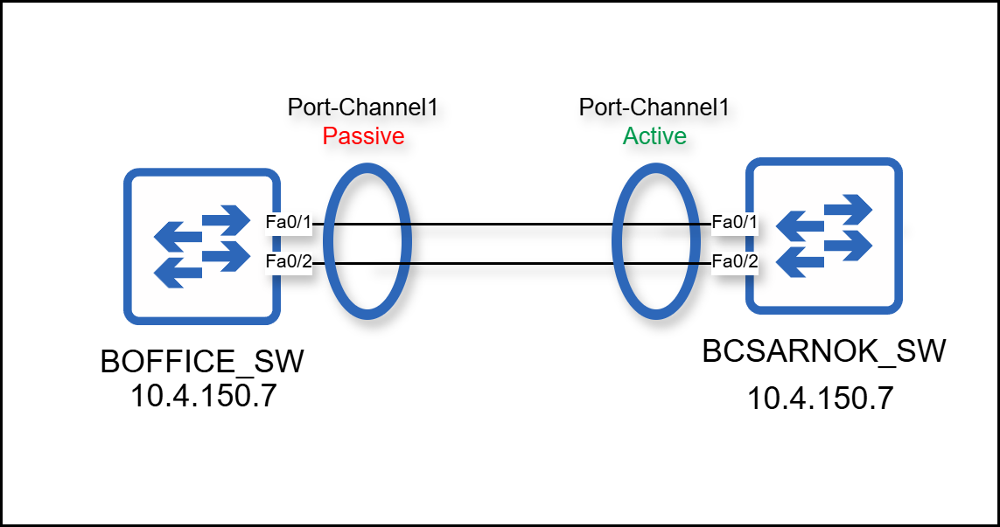 Port-Channel1
Passive
Port-Channel1
Active
Fa0/1
Fa0/2
Fa0/1
Fa0/2
BOFFICE_SW
10.4.150.7
BCSARNOK_SW
10.4.150.7